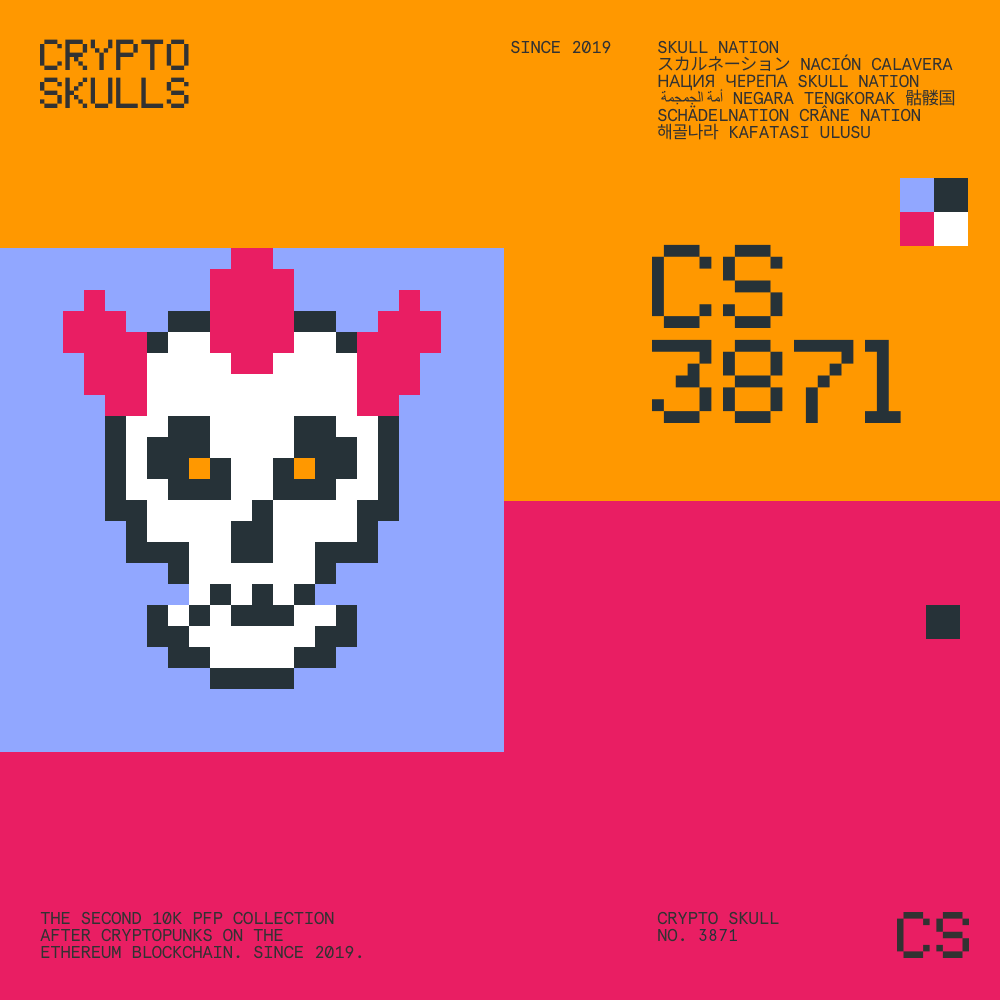 CRYPTO
SKULLS
SINCE 2019
SKULL NATION
スカルネーション NACIÓN CALAVERA
НАЦИЯ ЧЕРЕПА SKULL NATION
أمة الجمجمة NEGARA TENGKORAK 骷髅国
SCHÄDELNATION CRÂNE NATION
해골나라 KAFATASI ULUSU
CS
3871
THE SECOND 10K PFP COLLECTION
AFTER CRYPTOPUNKS ON THE
ETHEREUM BLOCKCHAIN. SINCE 2019.
CRYPTO SKULL
NO. 3871
CS